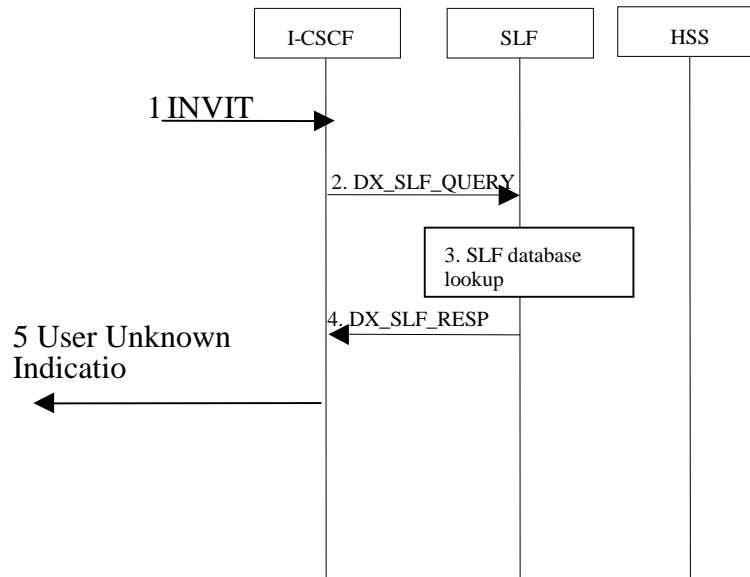 I-CSCF
SLF
HSS
1 INVIT
2. DX_SLF_QUERY
3. SLF database
lookup
4. DX_SLF_RESP
5 User Unknown
Indicatio